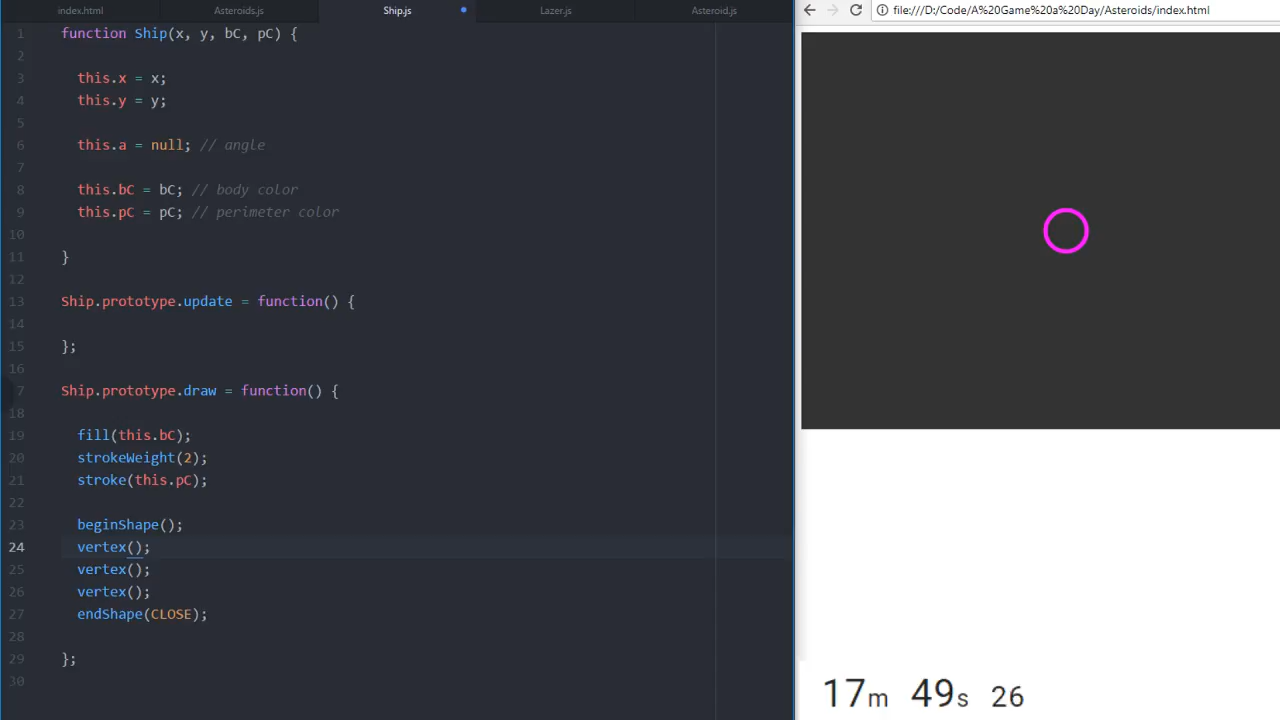 index.html Asteroids.js Ship.js Lazer.js Asteroid.js
file:///D:/Code/A%20Game%20a%20Day/Asteroids/index.html
1 function Ship(x, y, bC, pC) {
2
3 this.x = x;
4 this.y = y;
5
6 this.a = null; // angle
7
8 this.bC = bC; // body color
9 this.pC = pC; // perimeter color
10
11 }
12
13 Ship.prototype.update = function() {
14
15 };
16
7 Ship.prototype.draw = function() {
18
19 fill(this.bC);
20 strokeWeight(2);
21 stroke(this.pC);
22
23 beginShape();
24 vertex();
25 vertex();
26 vertex();
27 endShape(CLOSE);
28
29 };
30
17m 49s 26